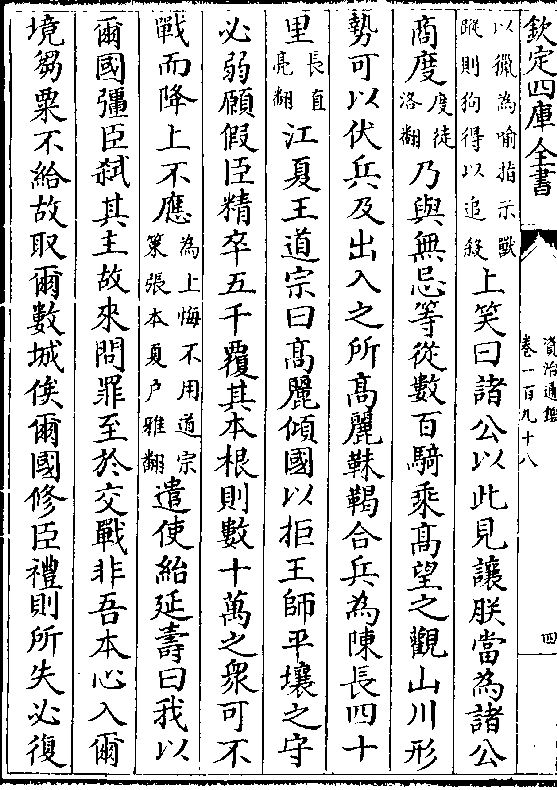 欽定四庫全書
資治通鑑
卷一百九十八
四
以獵為喻指示獸
蹤則狗得以追殺
上笑曰諸公以此見讓朕當為諸公
商度
度徒
洛翻
乃與無忌等從數百騎乘高望之觀山川形
勢可以伏兵及出入之所高麗靺鞨合兵為陳長四十
里
長直
亮翻
江夏王道宗曰高麗傾國以拒王師平壤之守
必弱願假臣精卒五千覆其本根則數十萬之衆可不
戰而降上不應
為上悔不用道宗
策張本夏户雅翻
遣使紿延壽曰我以
爾國彊臣弑其主故來問罪至於交戰非吾本心入爾
境芻粟不給故取爾數城俟爾國修臣禮則所失必復